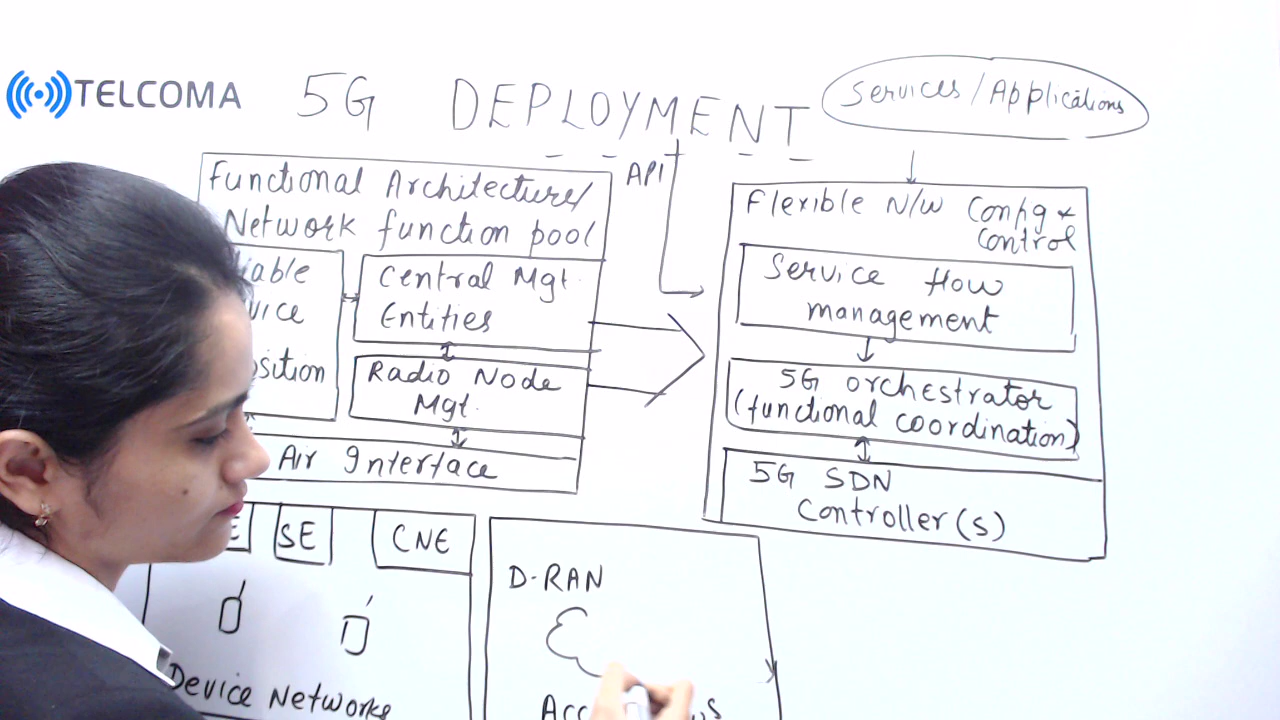 TELCOMA
5G DEPLOYMENT
Services/Applications
API
Functional Architecture/
Network function pool
Central Mgt.
Entities
Radio Node
Mgt.
Air Interface
Flexible N/W Config &
Control
Service flow
management
5G orchestrator
(functional coordination)
5G SDN
Controller(s)
SE
CNE
Device Networks
D-RAN